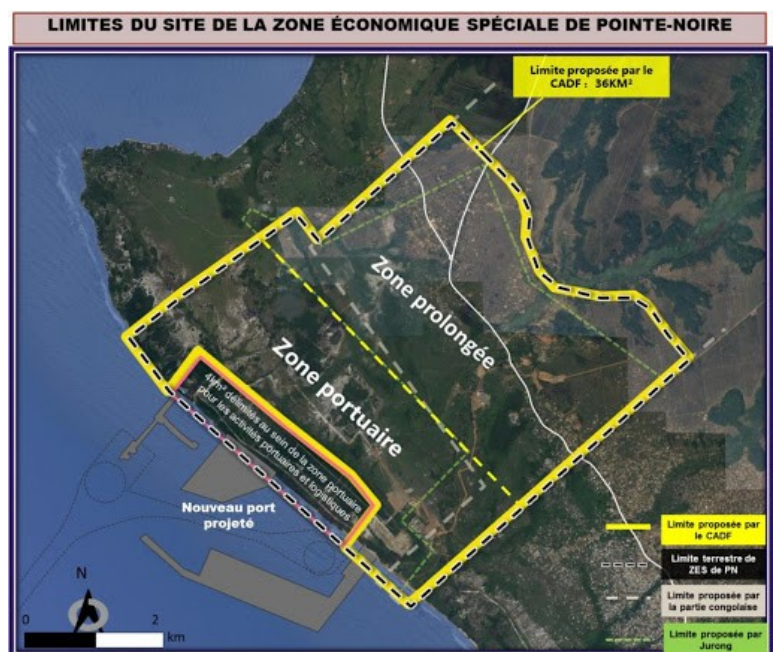 LIMITES DU SITE DE LA ZONE ÉCONOMIQUE SPÉCIALE DE POINTE-NOIRE
Limite proposée par le
CADF : 36KM²
Zone prolongée
Zone portuaire
4km² délimités au sein de la zone portuaire
pour les activités portuaires et logistiques
Nouveau port
projeté
N
0 2
km
Limite proposée par
le CADF
Limite terrestre de
ZES de PN
Limite proposée par
la partie congolaise
Limite proposée par
Jurong